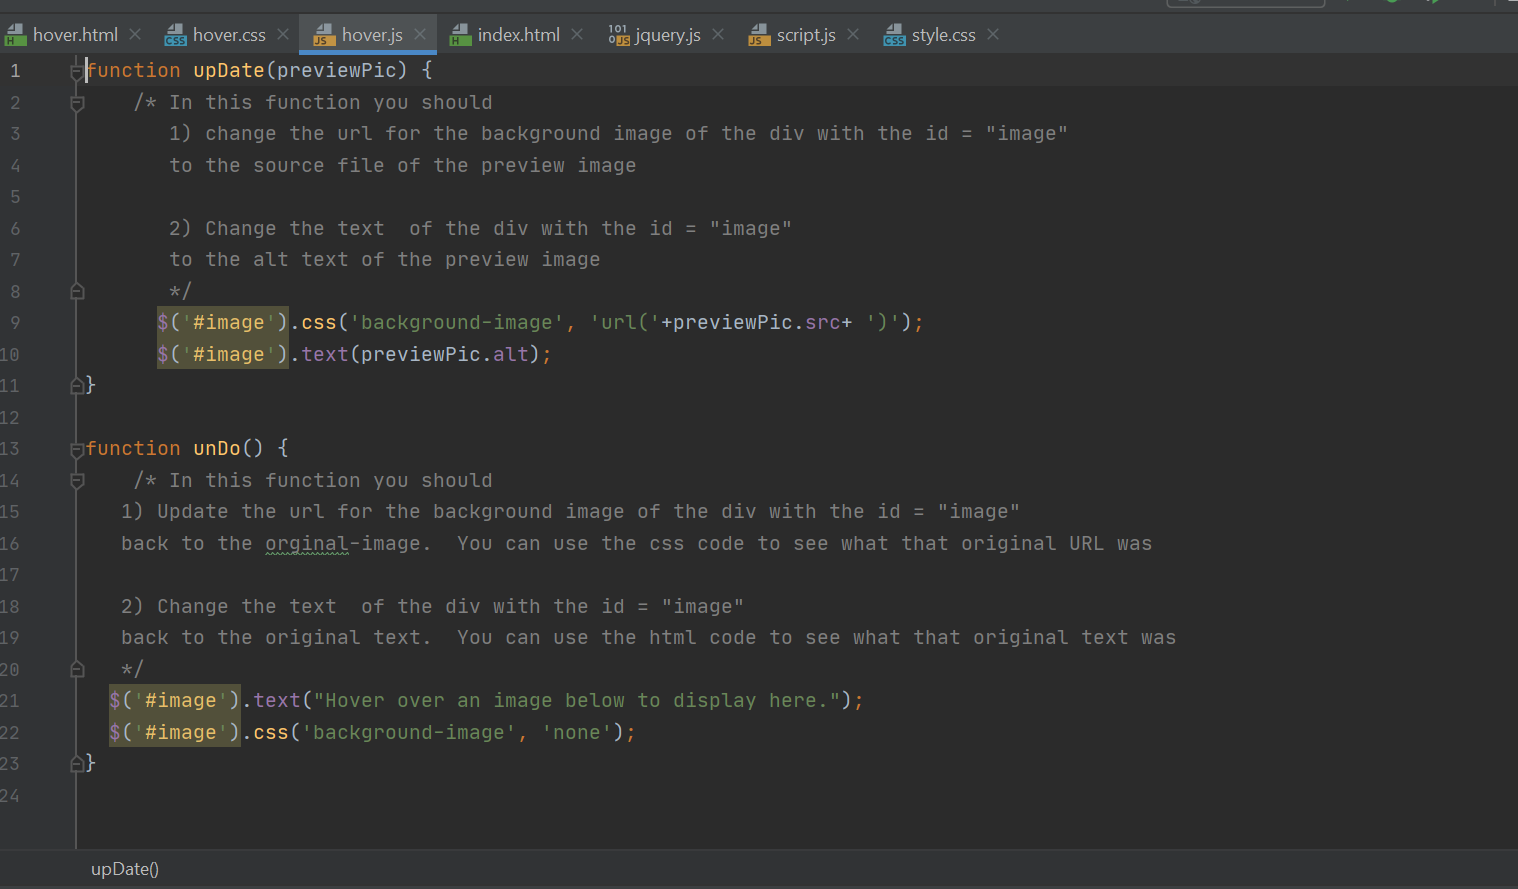 hover.html hover.css hover.js index.html jquery.js script.js style.css
1 function upDate(previewPic) {
2 /* In this function you should
3 1) change the url for the background image of the div with the id = "image"
4 to the source file of the preview image
5
6 2) Change the text  of the div with the id = "image"
7 to the alt text of the preview image
8 */
9 $('#image').css('background-image', 'url('+previewPic.src+ ')');
10 $('#image').text(previewPic.alt);
11 }
12
13 function unDo() {
14 /* In this function you should
15 1) Update the url for the background image of the div with the id = "image"
16 back to the orginal-image.  You can use the css code to see what that original URL was
17
18 2) Change the text  of the div with the id = "image"
19 back to the original text.  You can use the html code to see what that original text was
20 */
21 $('#image').text("Hover over an image below to display here.");
22 $('#image').css('background-image', 'none');
23 }
24
upDate()